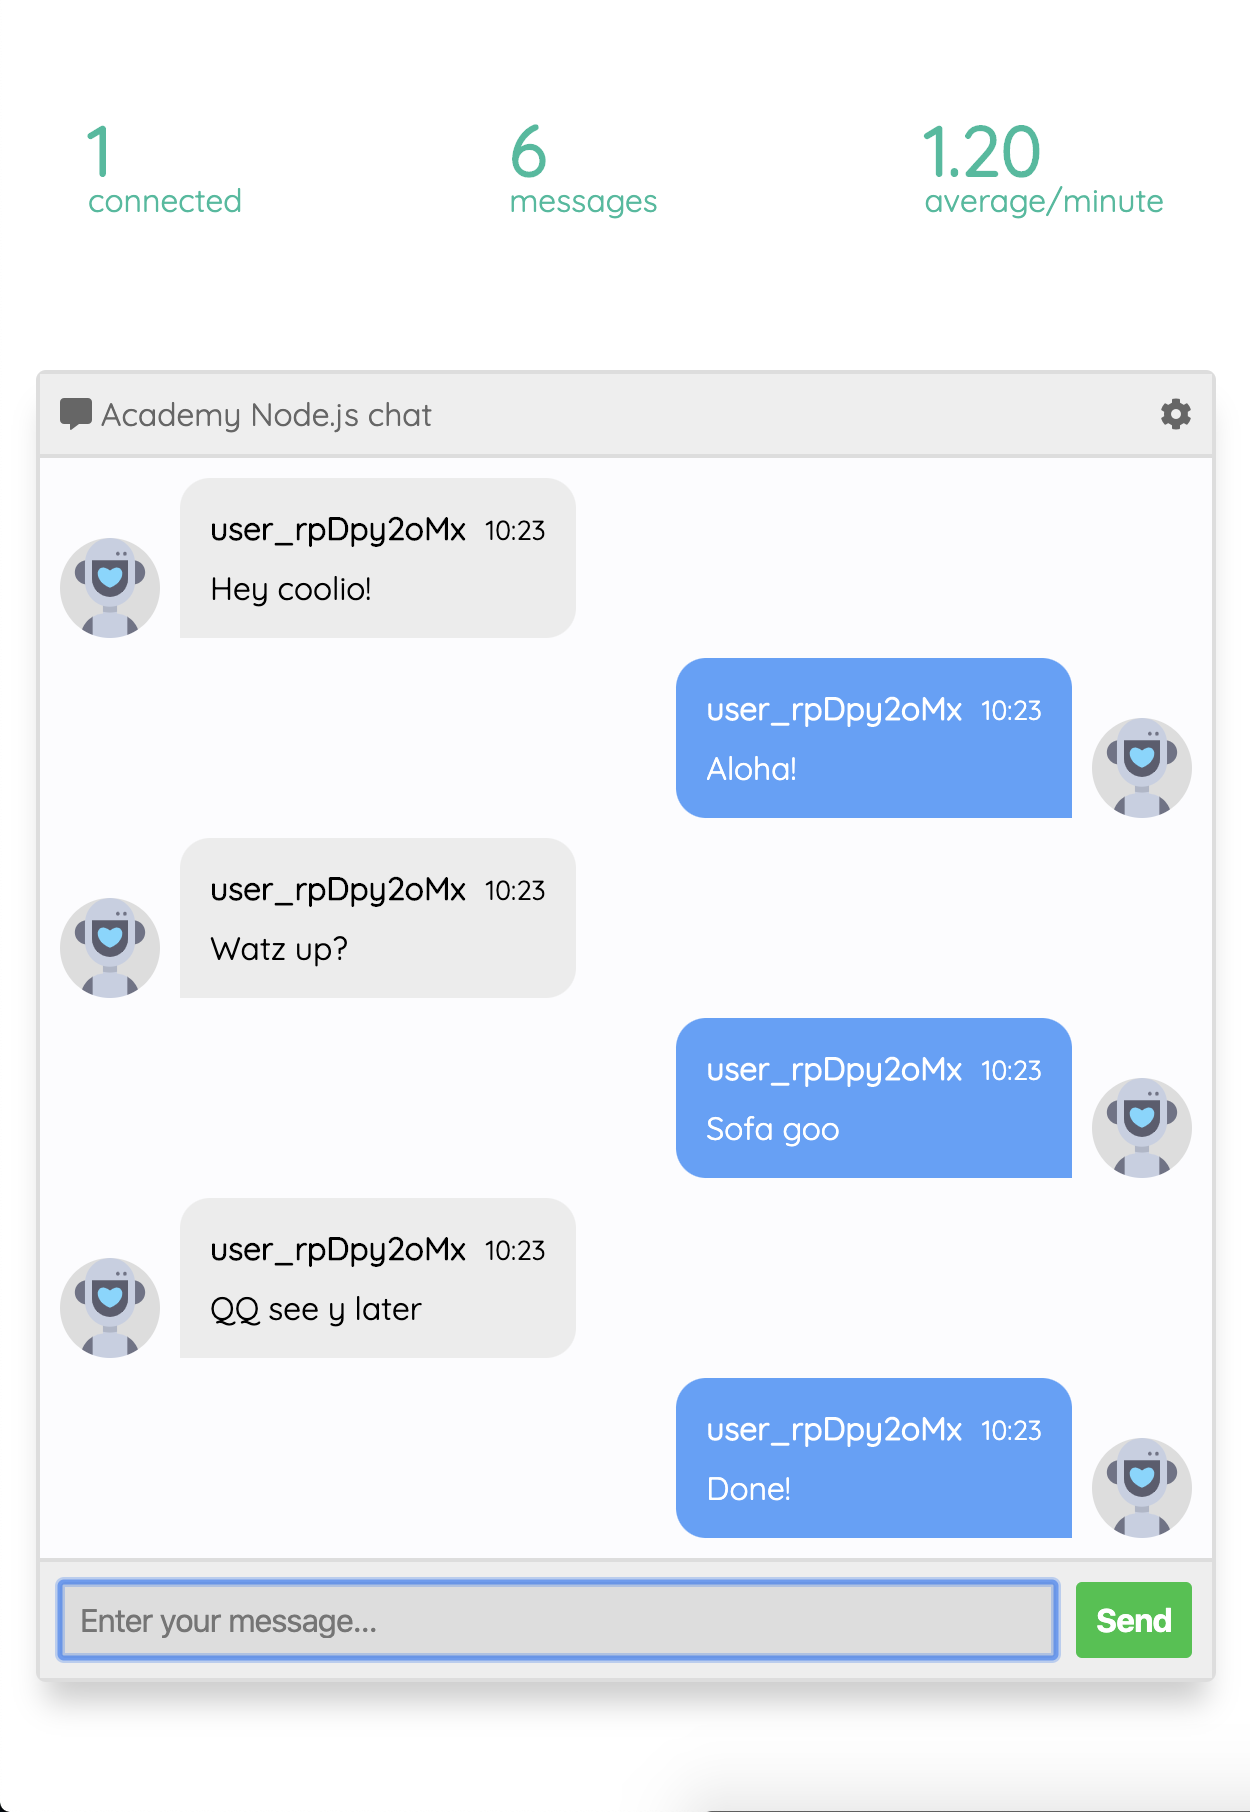 1
connected
6
messages
1.20
average/minute
Academy Node.js chat
user_rpDpy2oMx 10:23
Hey coolio!
user_rpDpy2oMx 10:23
Aloha!
user_rpDpy2oMx 10:23
Watz up?
user_rpDpy2oMx 10:23
Sofa goo
user_rpDpy2oMx 10:23
QQ see y later
user_rpDpy2oMx 10:23
Done!
Enter your message...
Send